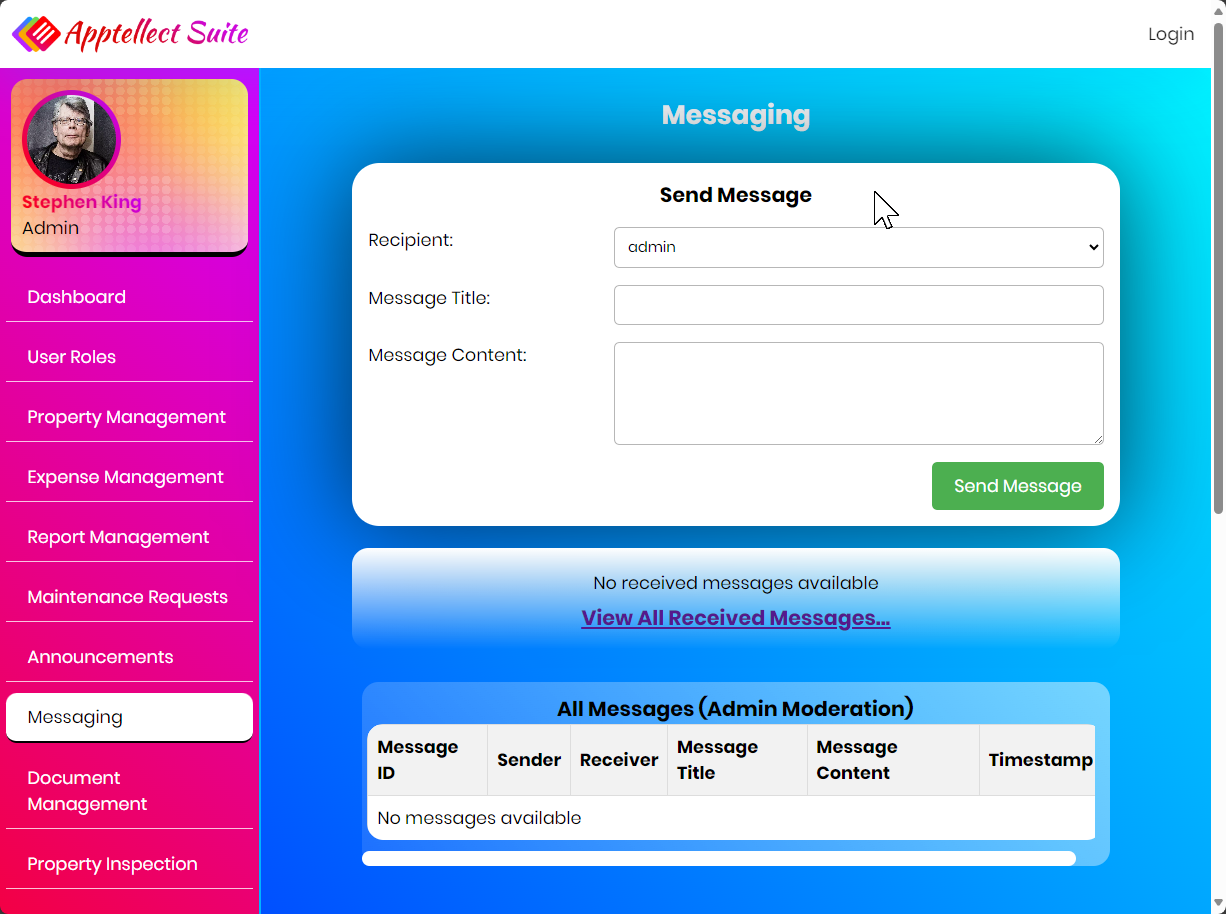 Apptellect Suite
Login
Stephen King
Admin
Dashboard
User Roles
Property Management
Expense Management
Report Management
Maintenance Requests
Announcements
Messaging
Document
Management
Property Inspection
Messaging
Send Message
Recipient:
admin
Message Title:
Message Content:
Send Message
No received messages available
View All Received Messages...
All Messages (Admin Moderation)
Message ID Sender Receiver Message Title Message Content Timestamp
No messages available